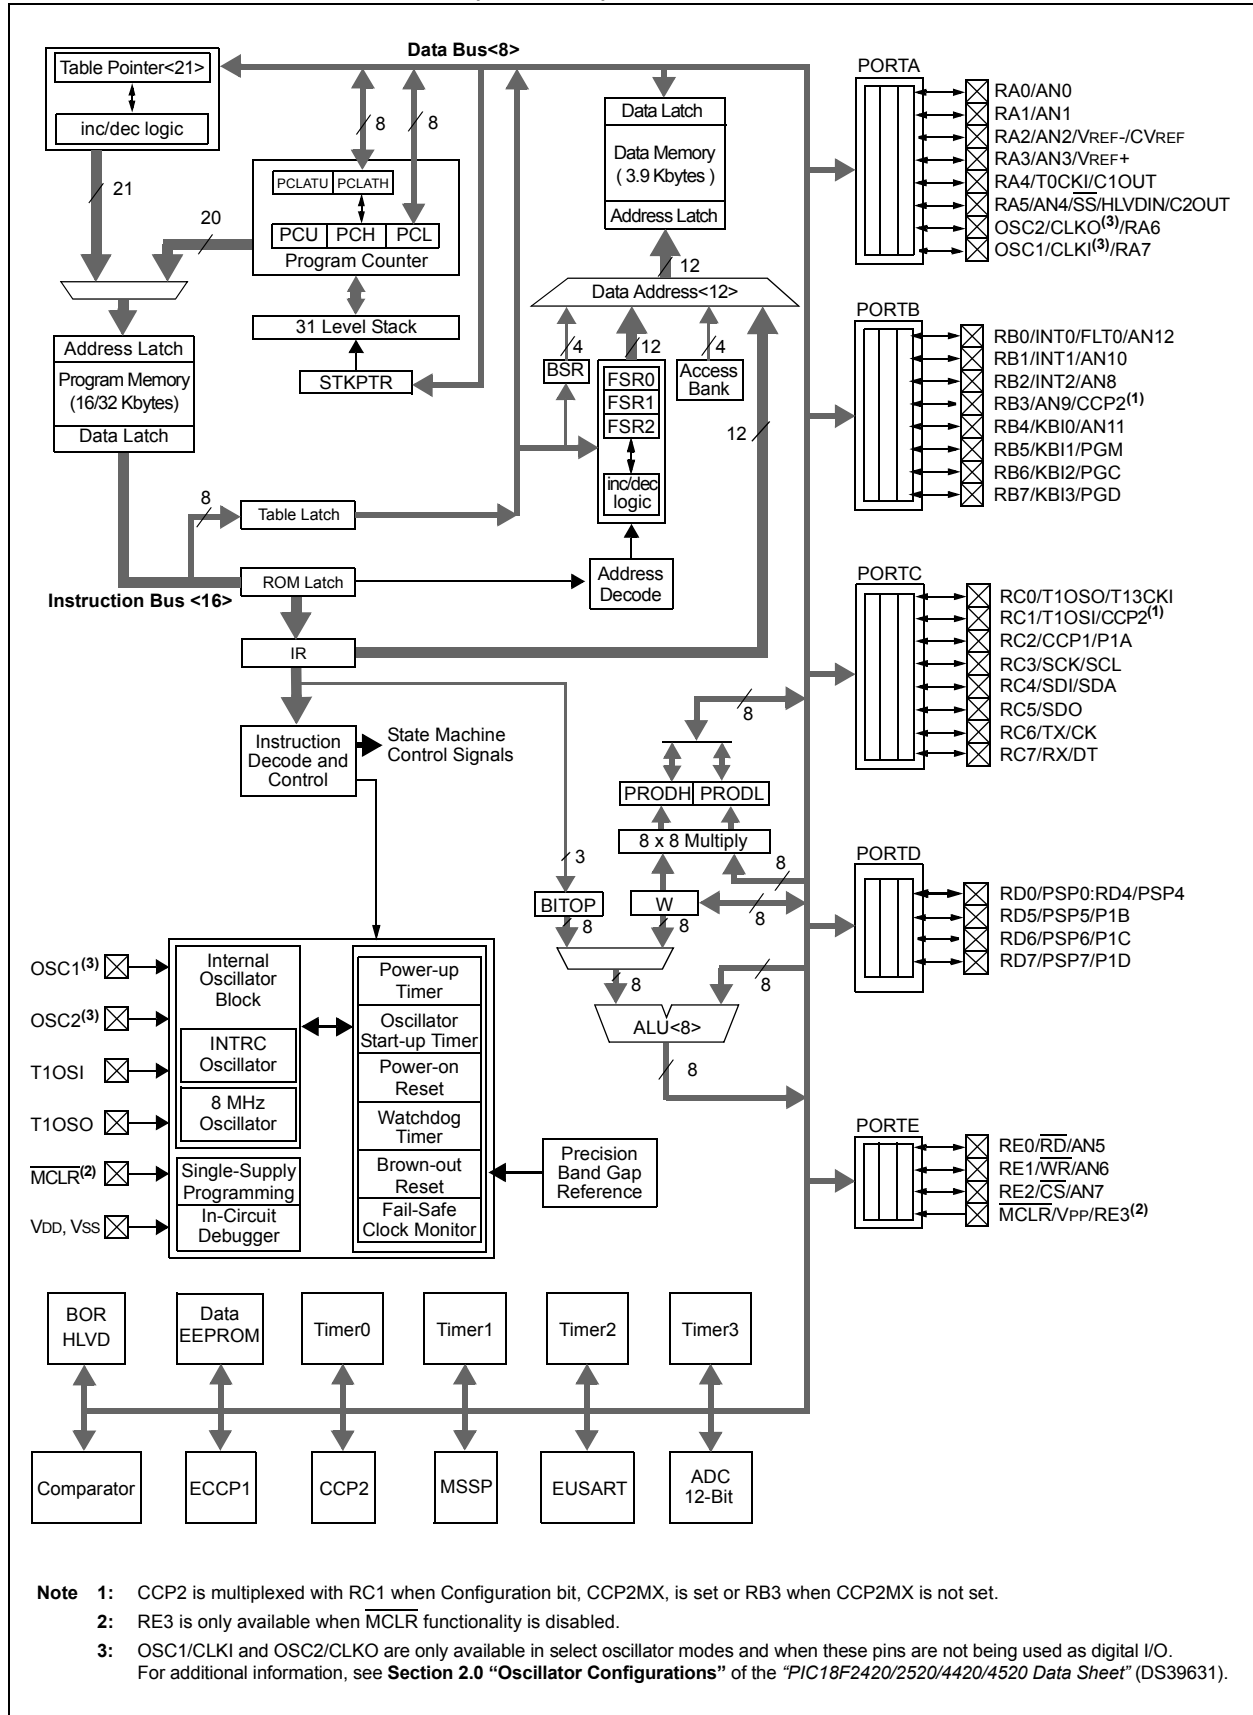 Data Bus<8>
Table Pointer<21>
inc/dec logic
21
20
8
8
PCLATU PCLATH
PCU PCH PCL
Program Counter
31 Level Stack
STKPTR
Data Latch
Data Memory
( 3.9 Kbytes )
Address Latch
12
Data Address<12>
4
12
4
BSR
FSR0
FSR1
FSR2
inc/dec
logic
Access
Bank
12
Address Latch
Program Memory
(16/32 Kbytes)
Data Latch
8
Table Latch
ROM Latch
Instruction Bus <16>
Address
Decode
IR
Instruction
Decode and
Control
State Machine
Control Signals
8
PRODH PRODL
8 x 8 Multiply
3
8
BITOP
W
8
8
8
8
8
ALU<8>
8
OSC1(3)
OSC2(3)
T1OSI
T1OSO
MCLR(2)
VDD, VSS
Internal
Oscillator
Block
INTRC
Oscillator
8 MHz
Oscillator
Single-Supply
Programming
In-Circuit
Debugger
Power-up
Timer
Oscillator
Start-up Timer
Power-on
Reset
Watchdog
Timer
Brown-out
Reset
Fail-Safe
Clock Monitor
Precision
Band Gap
Reference
PORTA
RA0/AN0
RA1/AN1
RA2/AN2/VREF-/CVREF
RA3/AN3/VREF+
RA4/T0CKI/C1OUT
RA5/AN4/SS/HLVDIN/C2OUT
OSC2/CLKO(3)/RA6
OSC1/CLKI(3)/RA7
PORTB
RB0/INT0/FLT0/AN12
RB1/INT1/AN10
RB2/INT2/AN8
RB3/AN9/CCP2(1)
RB4/KBI0/AN11
RB5/KBI1/PGM
RB6/KBI2/PGC
RB7/KBI3/PGD
PORTC
RC0/T1OSO/T13CKI
RC1/T1OSI/CCP2(1)
RC2/CCP1/P1A
RC3/SCK/SCL
RC4/SDI/SDA
RC5/SDO
RC6/TX/CK
RC7/RX/DT
PORTD
RD0/PSP0:RD4/PSP4
RD5/PSP5/P1B
RD6/PSP6/P1C
RD7/PSP7/P1D
PORTE
RE0/RD/AN5
RE1/WR/AN6
RE2/CS/AN7
MCLR/VPP/RE3(2)
BOR
HLVD
Data
EEPROM
Timer0
Timer1
Timer2
Timer3
Comparator
ECCP1
CCP2
MSSP
EUSART
ADC
12-Bit
Note 1: CCP2 is multiplexed with RC1 when Configuration bit, CCP2MX, is set or RB3 when CCP2MX is not set.
2: RE3 is only available when MCLR functionality is disabled.
3: OSC1/CLKI and OSC2/CLKO are only available in select oscillator modes and when these pins are not being used as digital I/O.
For additional information, see Section 2.0 “Oscillator Configurations” of the “PIC18F2420/2520/4420/4520 Data Sheet” (DS39631).